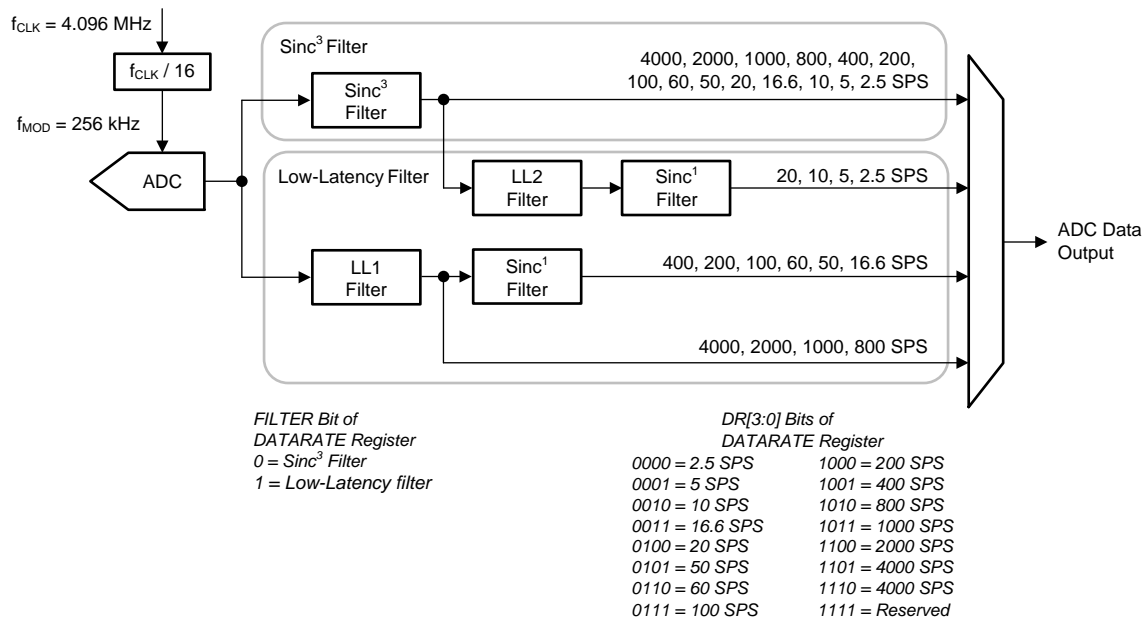 f_CLK = 4.096 MHz
f_CLK / 16
f_MOD = 256 kHz
ADC
Sinc³ Filter
Sinc³
Filter
4000, 2000, 1000, 800, 400, 200,
100, 60, 50, 20, 16.6, 10, 5, 2.5 SPS
Low-Latency Filter
LL2
Filter
Sinc¹
Filter
20, 10, 5, 2.5 SPS
LL1
Filter
Sinc¹
Filter
400, 200, 100, 60, 50, 16.6 SPS
4000, 2000, 1000, 800 SPS
ADC Data
Output
FILTER Bit of
DATARATE Register
0 = Sinc³ Filter
1 = Low-Latency filter
DR[3:0] Bits of
DATARATE Register
0000 = 2.5 SPS
0001 = 5 SPS
0010 = 10 SPS
0011 = 16.6 SPS
0100 = 20 SPS
0101 = 50 SPS
0110 = 60 SPS
0111 = 100 SPS
1000 = 200 SPS
1001 = 400 SPS
1010 = 800 SPS
1011 = 1000 SPS
1100 = 2000 SPS
1101 = 4000 SPS
1110 = 4000 SPS
1111 = Reserved